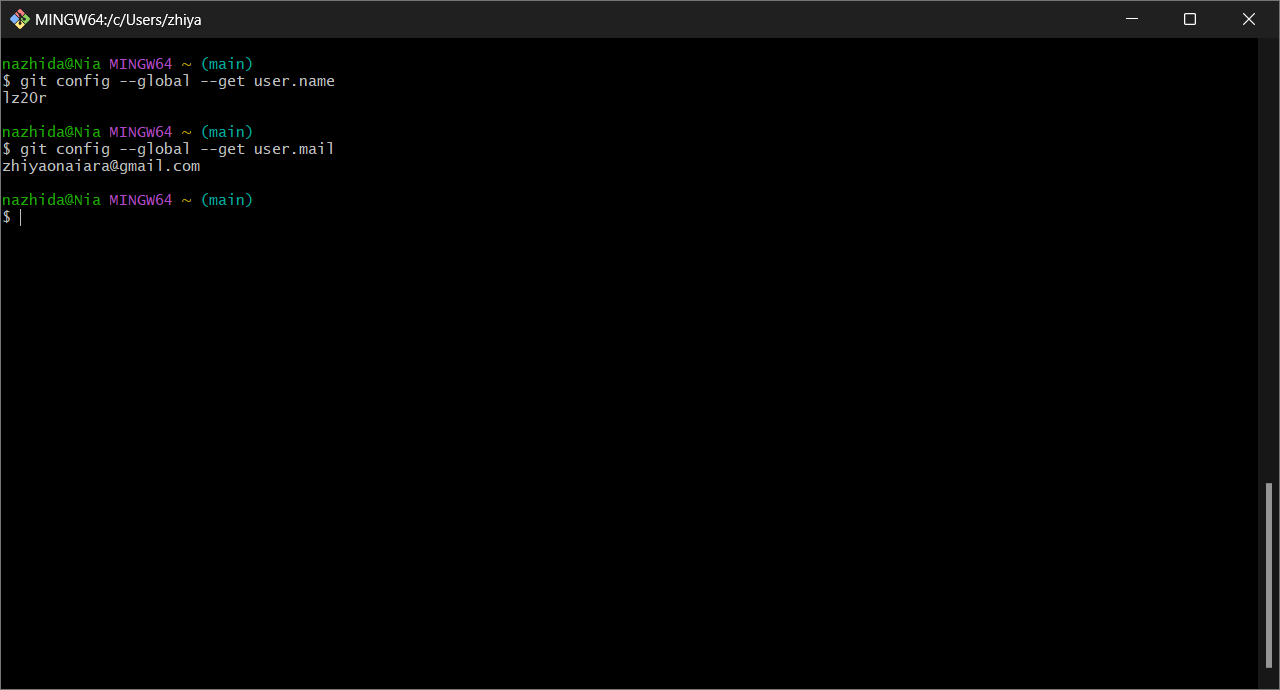 MINGW64:/c/Users/zhiya
nazhida@Nia MINGW64 ~ (main)
$ git config --global --get user.name
lz20r
nazhida@Nia MINGW64 ~ (main)
$ git config --global --get user.mail
zhiyaonaiara@gmail.com
nazhida@Nia MINGW64 ~ (main)
$